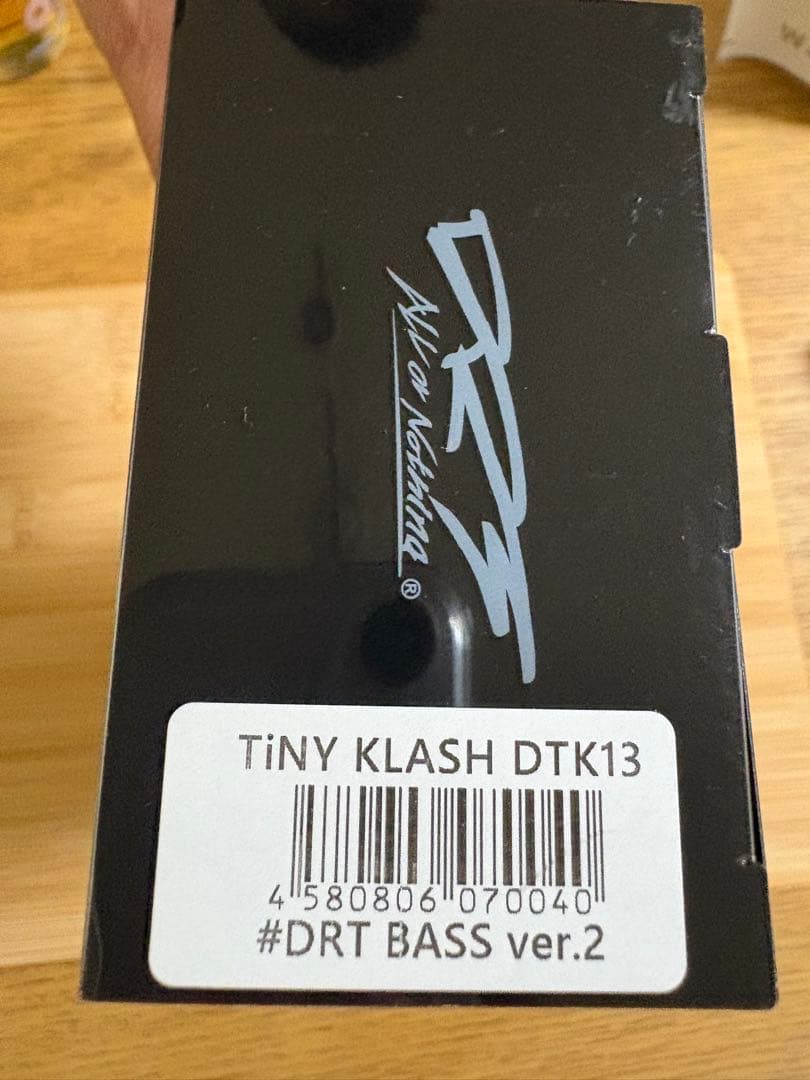 DRT
All or Nothing®
TiNY KLASH DTK13
4 580806 070040
#DRT BASS ver.2
W